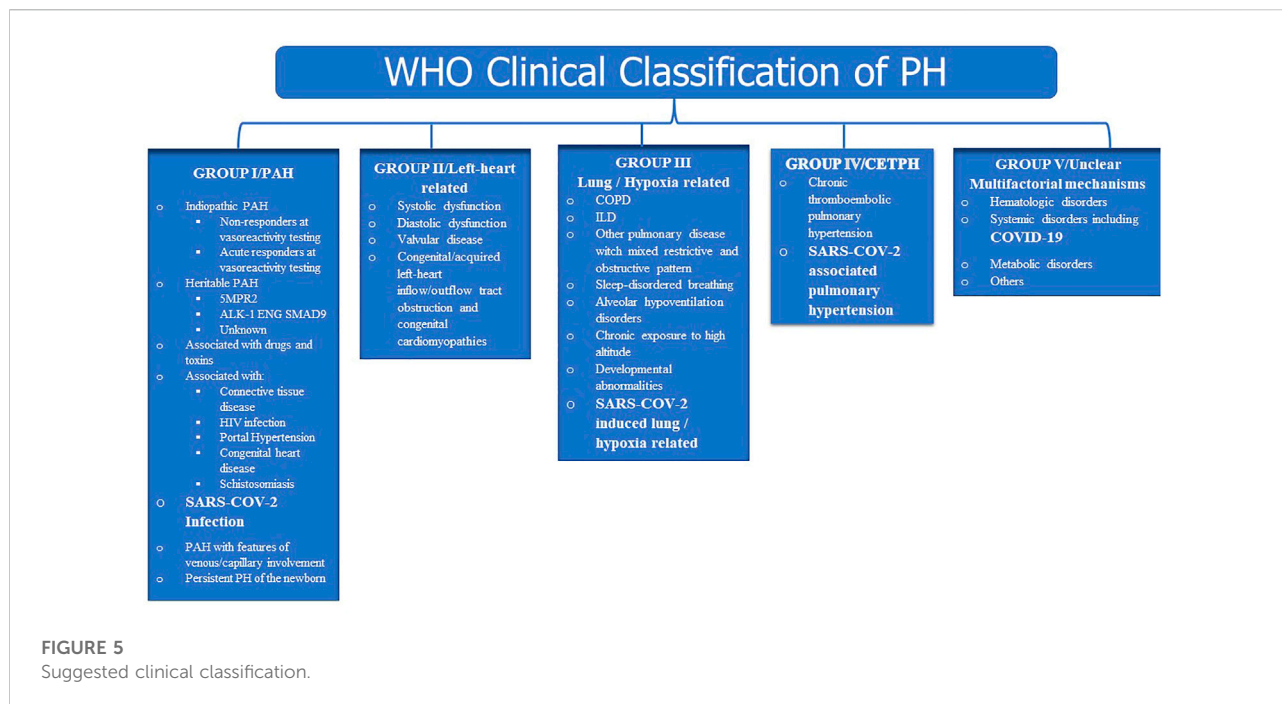 WHO Clinical Classification of PH
GROUP I/PAH
o Indiopathic PAH
▪ Non-responders at
vasoreactivity testing
▪ Acute responders at
vasoreactivity testing
o Heritable PAH
▪ 5MPR2
▪ ALK-1 ENG SMAD9
▪ Unknown
o Associated with drugs and
toxins
o Associated with:
▪ Connective tissue
disease
▪ HIV infection
▪ Portal Hypertension
▪ Congenital heart
disease
▪ Schistosomiasis
o SARS-COV-2
Infection
o PAH with features of
venous/capillary involvement
o Persistent PH of the newborn
GROUP II/Left-heart
related
o Systolic dysfunction
o Diastolic dysfunction
o Valvular disease
o Congenital/acquired
left-heart
inflow/outflow tract
obstruction and
congenital
cardiomyopathies
GROUP III
Lung / Hypoxia related
o COPD
o ILD
o Other pulmonary disease
witch mixed restrictive and
obstructive pattern
o Sleep-disordered breathing
o Alveolar hypoventilation
disorders
o Chronic exposure to high
altitude
o Developmental
abnormalities
o SARS-COV-2
induced lung /
hypoxia related
GROUP IV/CETPH
o Chronic
thromboembolic
pulmonary
hypertension
o SARS-COV-2
associated
pulmonary
hypertension
GROUP V/Unclear
Multifactorial mechanisms
o Hematologic disorders
o Systemic disorders including
COVID-19
o Metabolic disorders
o Others
FIGURE 5
Suggested clinical classification.